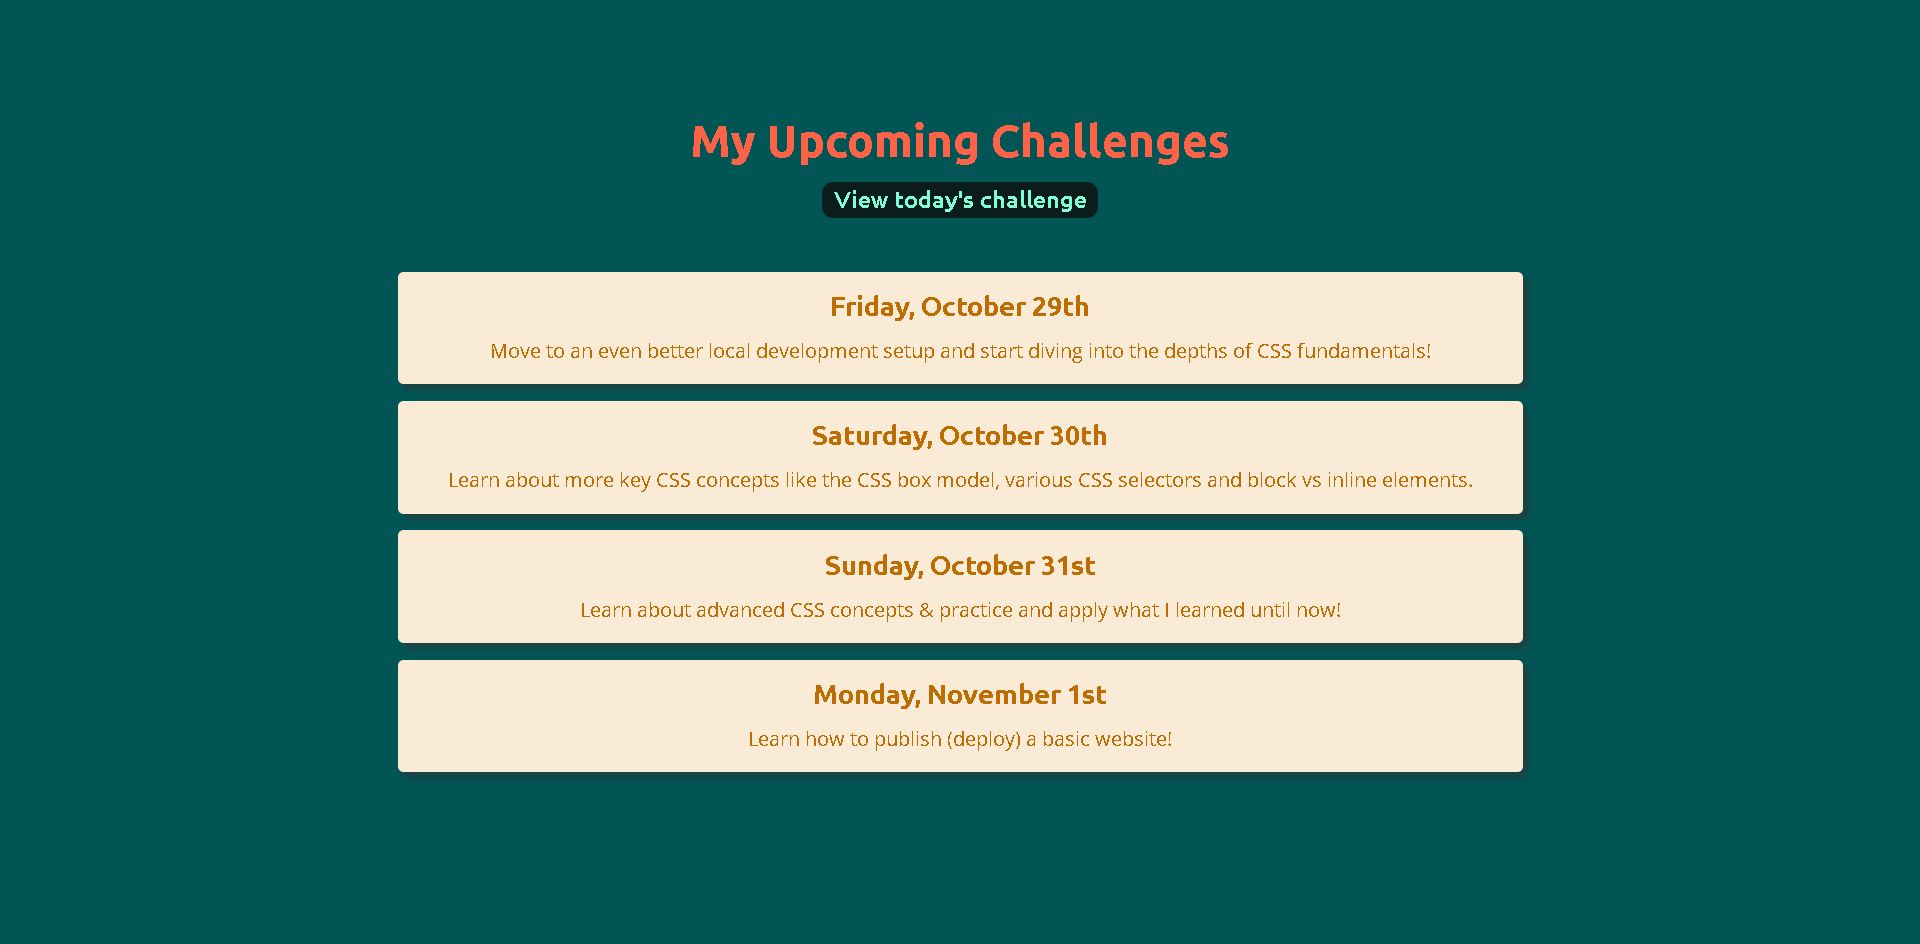 My Upcoming Challenges
View today's challenge
Friday, October 29th
Move to an even better local development setup and start diving into the depths of CSS fundamentals!
Saturday, October 30th
Learn about more key CSS concepts like the CSS box model, various CSS selectors and block vs inline elements.
Sunday, October 31st
Learn about advanced CSS concepts & practice and apply what I learned until now!
Monday, November 1st
Learn how to publish (deploy) a basic website!